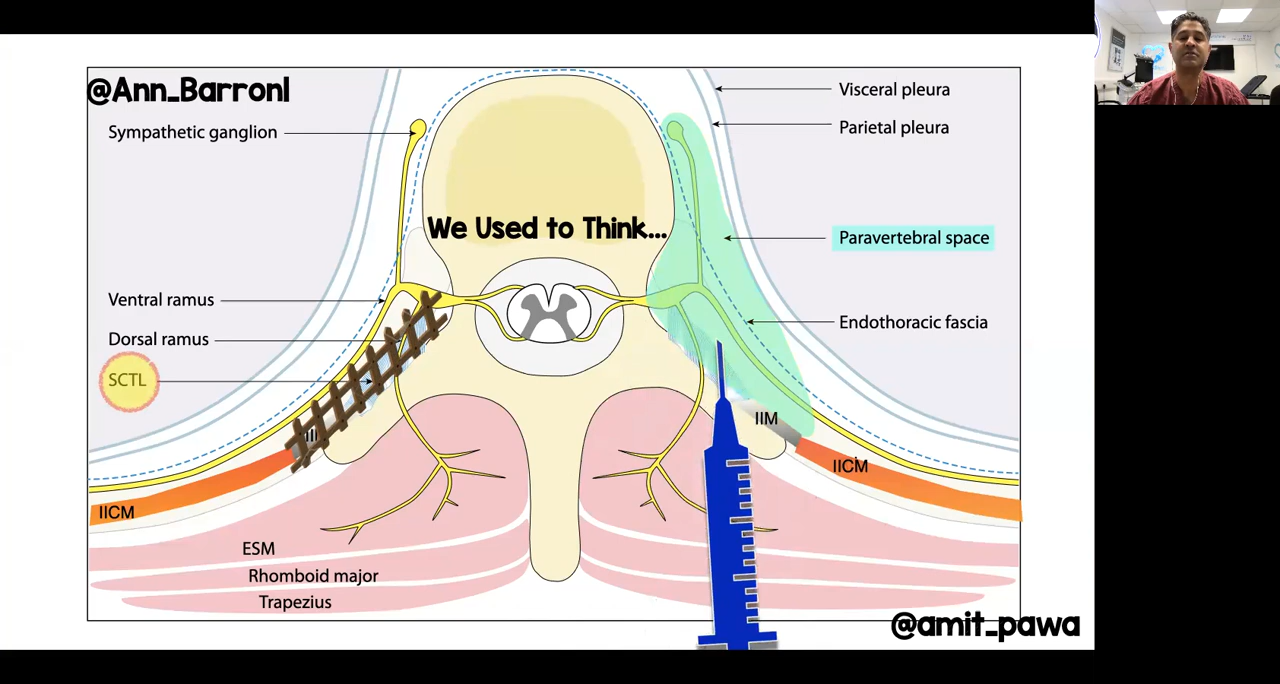 @Ann_Barron1
Sympathetic ganglion
Visceral pleura
Parietal pleura
We Used to Think...
Paravertebral space
Ventral ramus
Dorsal ramus
Endothoracic fascia
SCTL
IIM
IICM
IICM
ESM
Rhomboid major
Trapezius
@amit_pawa